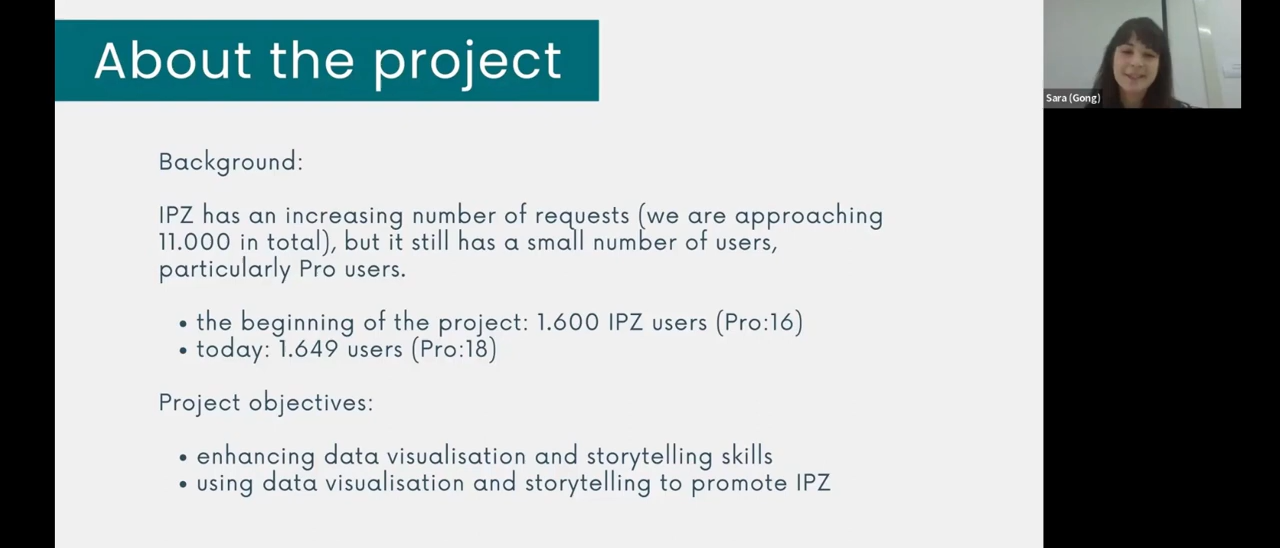 About the project
Sara (Gong)
Background:
IPZ has an increasing number of requests (we are approaching
11.000 in total), but it still has a small number of users,
particularly Pro users.
• the beginning of the project: 1.600 IPZ users (Pro:16)
• today: 1.649 users (Pro:18)
Project objectives:
• enhancing data visualisation and storytelling skills
• using data visualisation and storytelling to promote IPZ